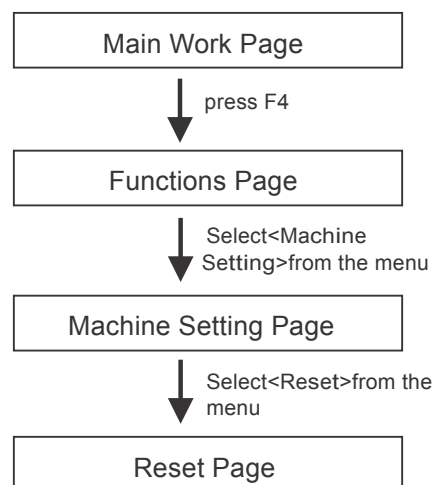 Main Work Page
press F4
Functions Page
Select<Machine
Setting>from the menu
Machine Setting Page
Select<Reset>from the
menu
Reset Page